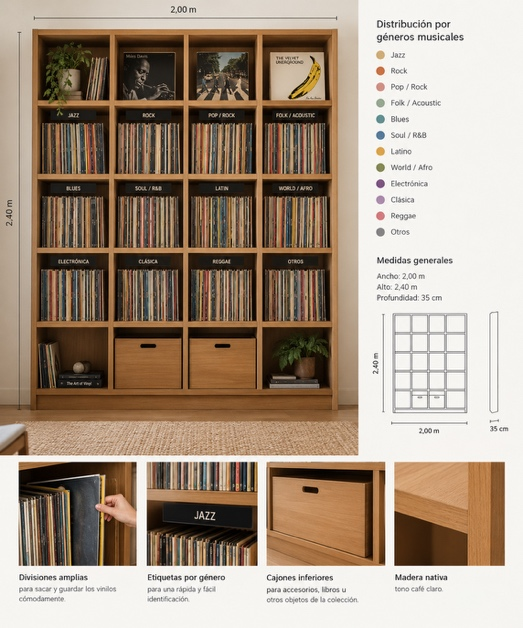 2,00 m
2,40 m
Miles Davis
THE VELVET
UNDERGROUND
JAZZ
ROCK
POP / ROCK
FOLK / ACOUSTIC
BLUES
SOUL / R&B
LATIN
WORLD / AFRO
ELECTRÓNICA
CLÁSICA
REGGAE
OTROS
The Art of Vinyl
Distribución por
géneros musicales
Jazz
Rock
Pop / Rock
Folk / Acoustic
Blues
Soul / R&B
Latino
World / Afro
Electrónica
Clásica
Reggae
Otros
Medidas generales
Ancho: 2,00 m
Alto: 2,40 m
Profundidad: 35 cm
2,40 m
2,00 m
35 cm
JAZZ
Divisiones amplias
para sacar y guardar los vinilos
cómodamente.
Etiquetas por género
para una rápida y fácil
identificación.
Cajones inferiores
para accesorios, libros u
otros objetos de la colección.
Madera nativa
tono café claro.